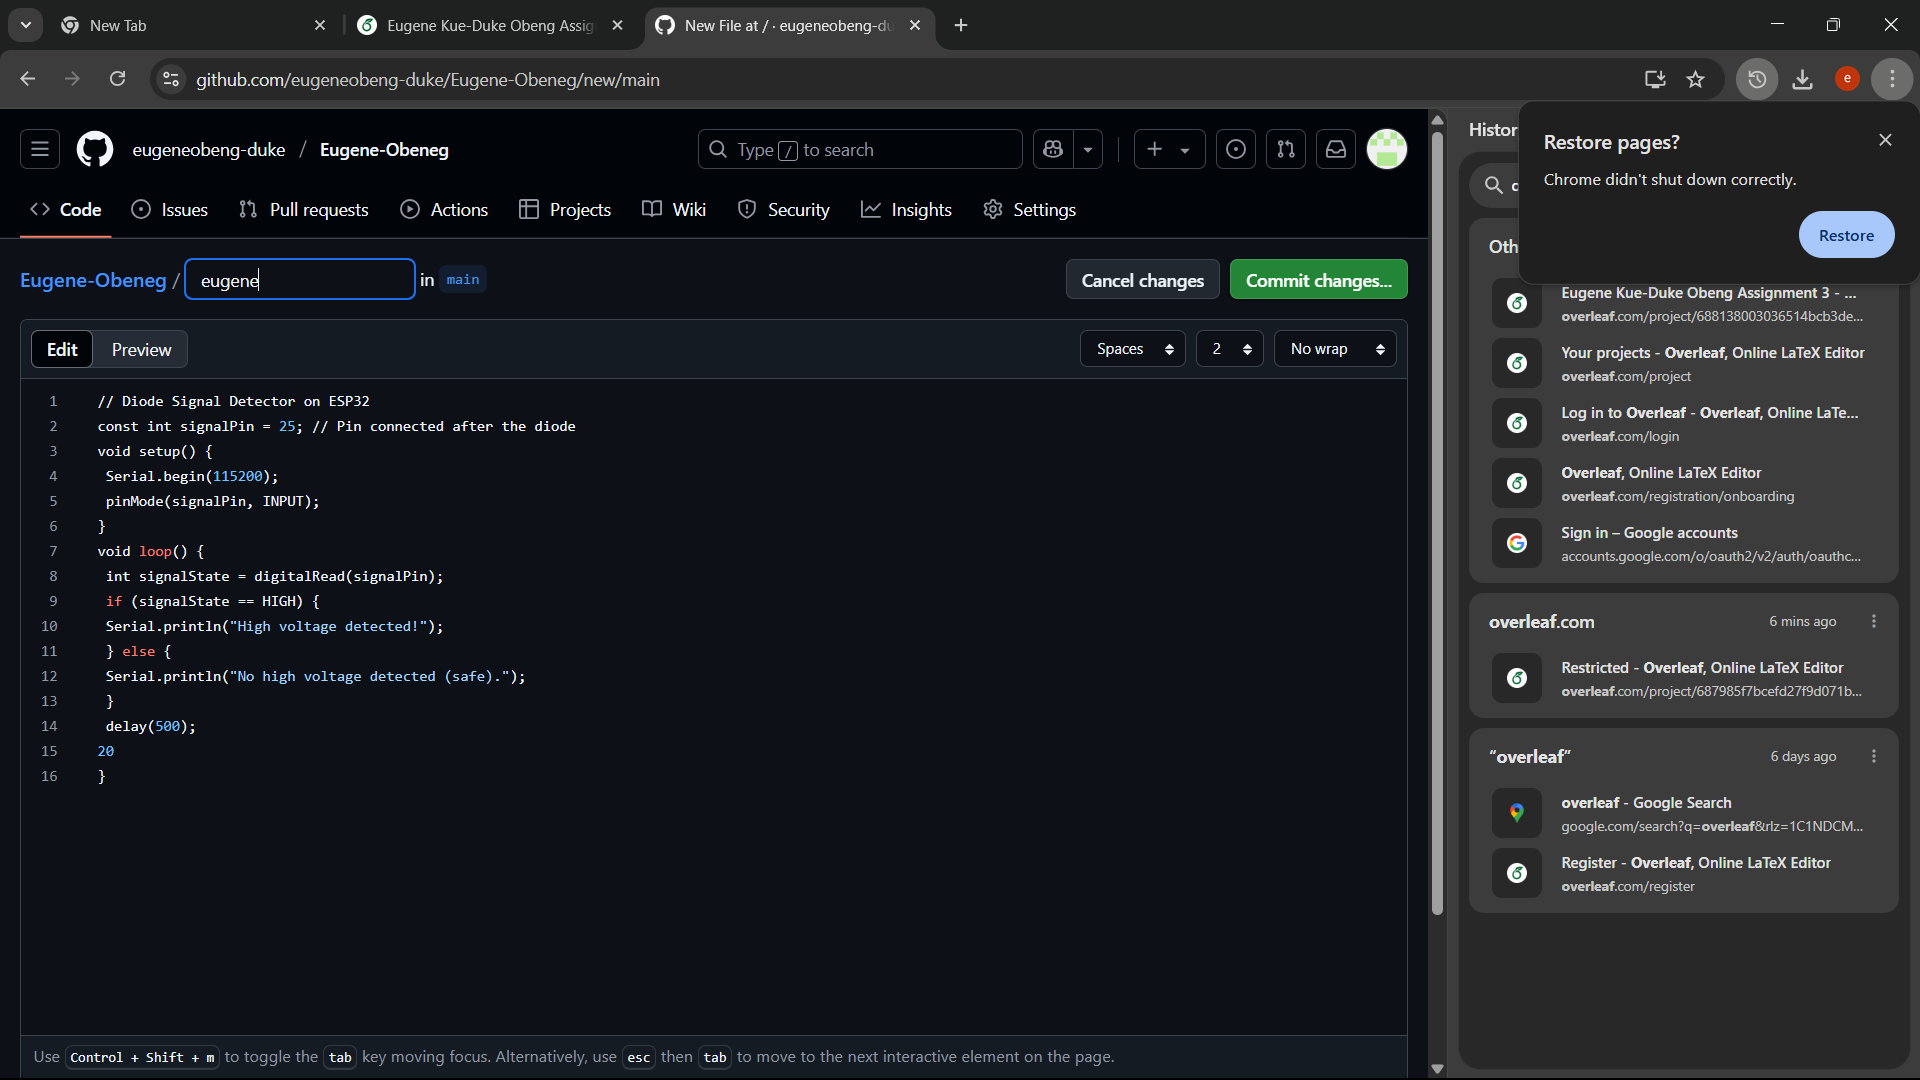 New Tab
Eugene Kue-Duke Obeng Assig
New File at / · eugeneobeng-du
github.com/eugeneobeng-duke/Eugene-Obeneg/new/main
e
eugeneobeng-duke / Eugene-Obeneg
Type / to search
Code
Issues
Pull requests
Actions
Projects
Wiki
Security
Insights
Settings
Eugene-Obeneg / eugene in main
Cancel changes
Commit changes...
Edit
Preview
Spaces
2
No wrap
1 // Diode Signal Detector on ESP32
2 const int signalPin = 25; // Pin connected after the diode
3 void setup() {
4 Serial.begin(115200);
5 pinMode(signalPin, INPUT);
6 }
7 void loop() {
8 int signalState = digitalRead(signalPin);
9 if (signalState == HIGH) {
10 Serial.println("High voltage detected!");
11 } else {
12 Serial.println("No high voltage detected (safe).");
13 }
14 delay(500);
15 20
16 }
Use Control + Shift + m to toggle the tab key moving focus. Alternatively, use esc then tab to move to the next interactive element on the page.
Histor
Restore pages?
Chrome didn't shut down correctly.
Restore
Oth
Eugene Kue-Duke Obeng Assignment 3 - ...
overleaf.com/project/688138003036514bcb3de...
Your projects - Overleaf, Online LaTeX Editor
overleaf.com/project
Log in to Overleaf - Overleaf, Online LaTe...
overleaf.com/login
Overleaf, Online LaTeX Editor
overleaf.com/registration/onboarding
Sign in – Google accounts
accounts.google.com/o/oauth2/v2/auth/oauthc...
overleaf.com
6 mins ago
Restricted - Overleaf, Online LaTeX Editor
overleaf.com/project/687985f7bcefd27f9d071b...
“overleaf”
6 days ago
overleaf - Google Search
google.com/search?q=overleaf&rlz=1C1NDCM...
Register - Overleaf, Online LaTeX Editor
overleaf.com/register